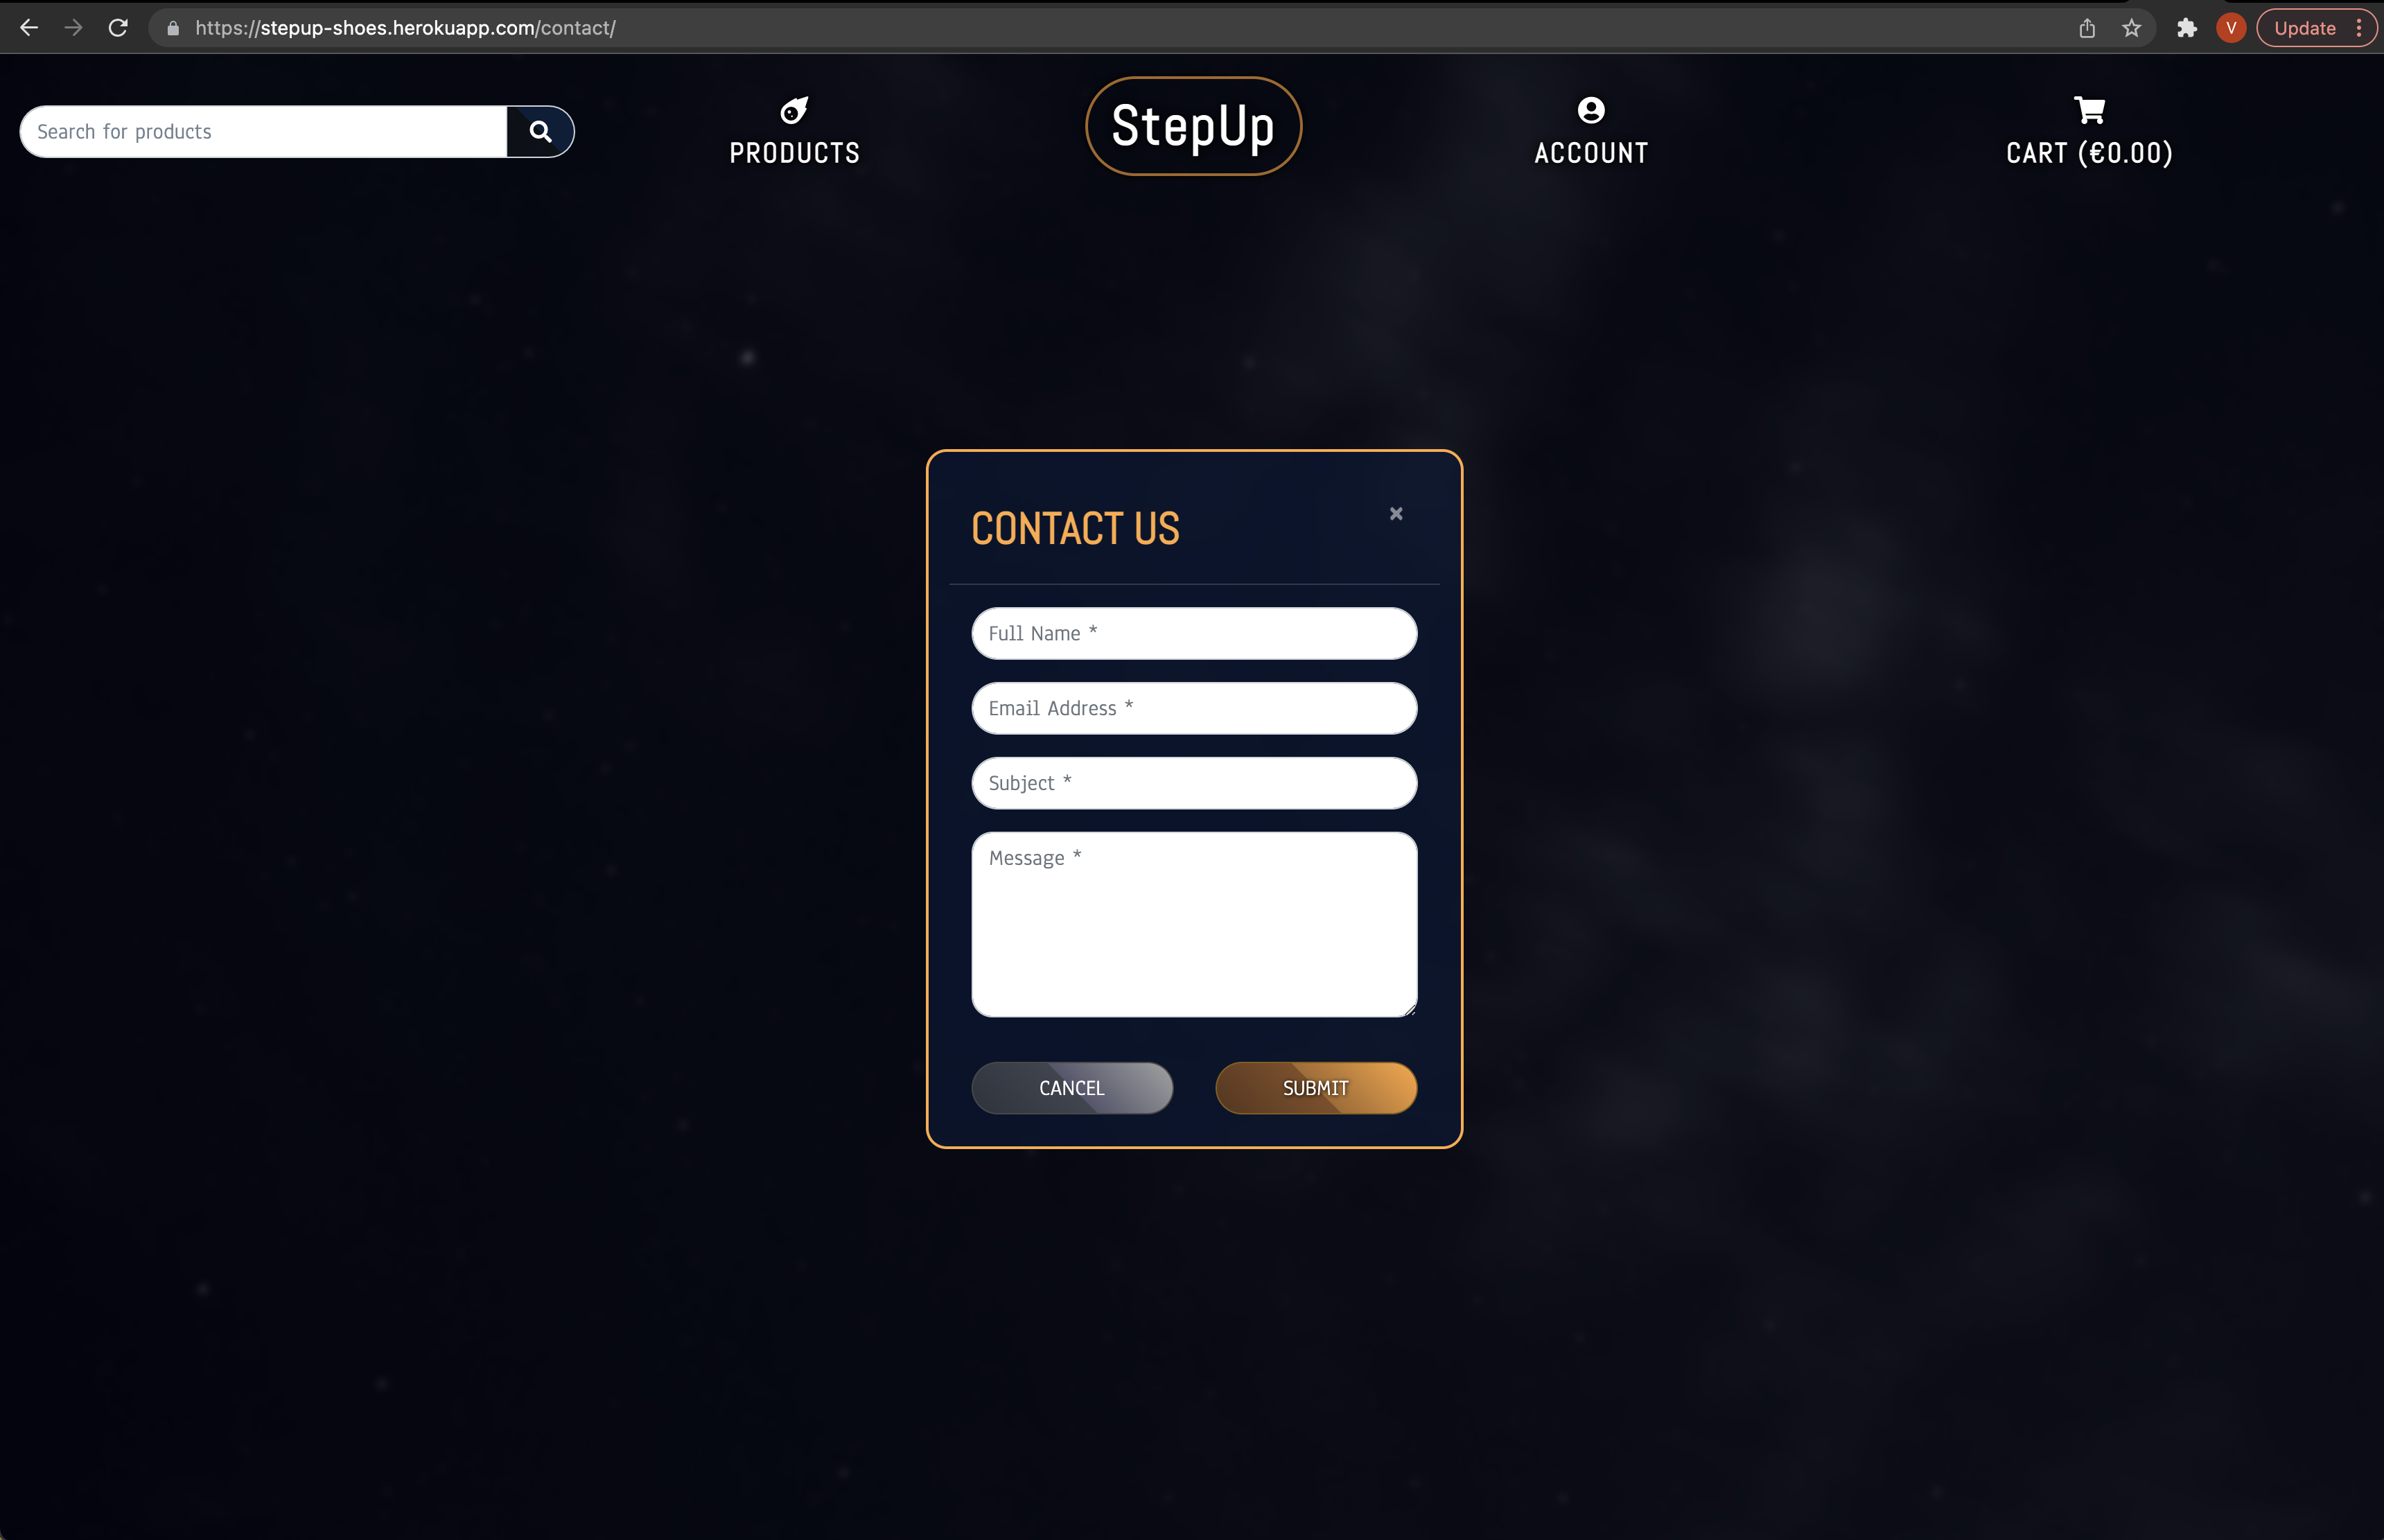 https://stepup-shoes.herokuapp.com/contact/
V
Update
Search for products
PRODUCTS
StepUp
ACCOUNT
CART (€0.00)
CONTACT US
×
Full Name *
Email Address *
Subject *
Message *
CANCEL
SUBMIT